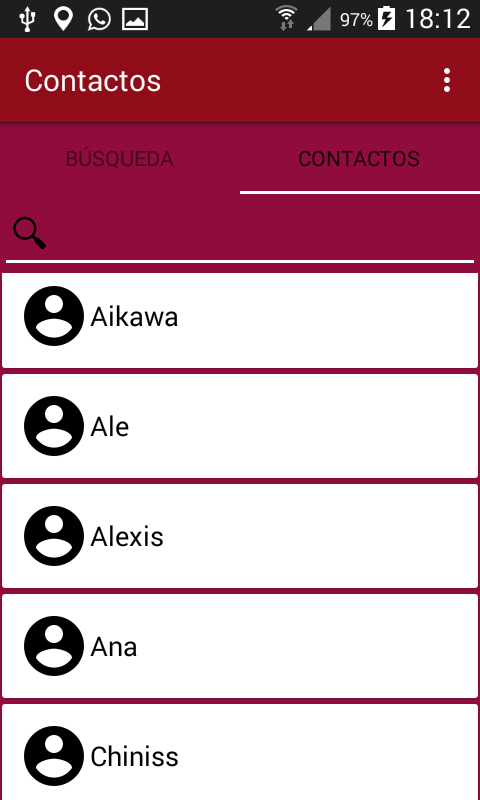 97% 18:12
Contactos
BÚSQUEDA CONTACTOS
Aikawa
Ale
Alexis
Ana
Chiniss